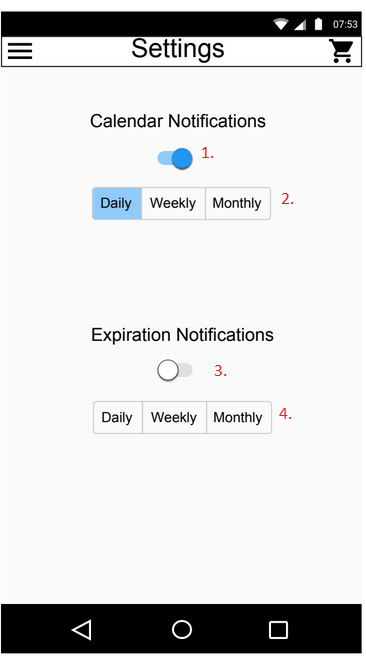 07:53
Settings
Calendar Notifications
1.
Daily Weekly Monthly 2.
Expiration Notifications
3.
Daily Weekly Monthly 4.